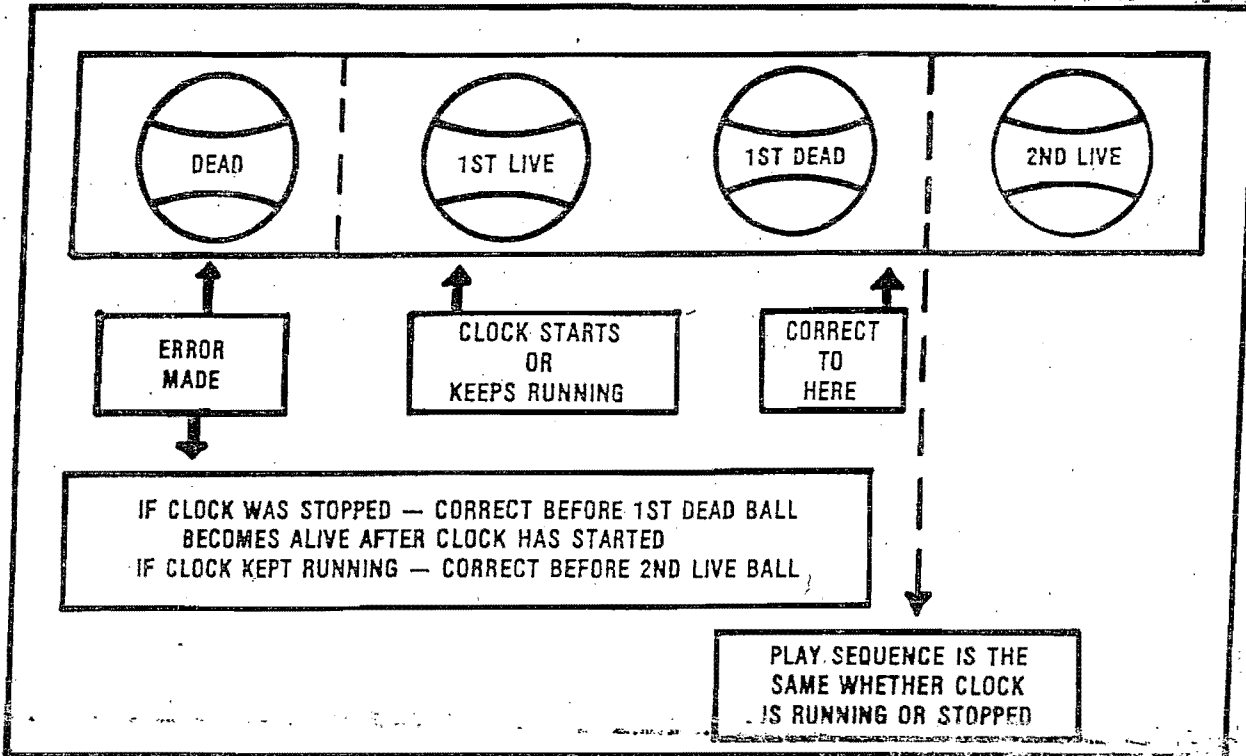 DEAD
1ST LIVE
1ST DEAD
2ND LIVE
ERROR
MADE
CLOCK STARTS
OR
KEEPS RUNNING
CORRECT
TO
HERE
IF CLOCK WAS STOPPED — CORRECT BEFORE 1ST DEAD BALL
BECOMES ALIVE AFTER CLOCK HAS STARTED
IF CLOCK KEPT RUNNING — CORRECT BEFORE 2ND LIVE BALL
PLAY SEQUENCE IS THE
SAME WHETHER CLOCK
IS RUNNING OR STOPPED